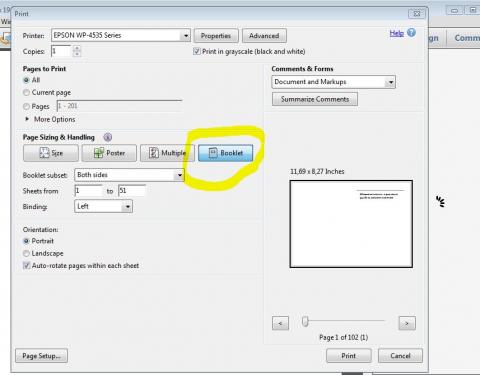 Print
Printer: EPSON WP-4535 Series Properties Advanced Help
Copies: 1 Print in grayscale (black and white)
Pages to Print
All
Current page
Pages 1 - 201
More Options
Comments & Forms
Document and Markups
Summarize Comments
Page Sizing & Handling
Size Poster Multiple Booklet
Booklet subset: Both sides
Sheets from 1 to 51
Binding: Left
Orientation:
Portrait
Landscape
Auto-rotate pages within each sheet
11,69 x 8,27 Inches
< >
Page 1 of 102 (1)
Page Setup... Print Cancel